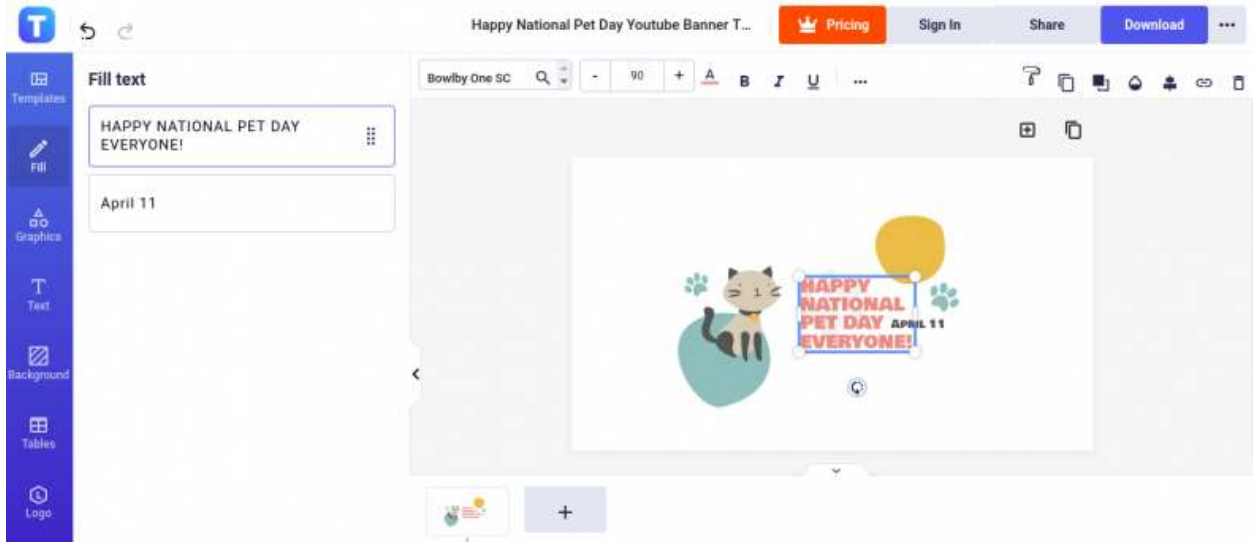 T
Happy National Pet Day Youtube Banner T...
Pricing
Sign In
Share
Download
Templates
Fill
Graphics
T
Text
Background
Tables
Logo
Fill text
HAPPY NATIONAL PET DAY
EVERYONE!
April 11
Bowlby One SC
-
90
+
A
B
I
U
HAPPY
NATIONAL
PET DAY
EVERYONE!
APRIL 11
+